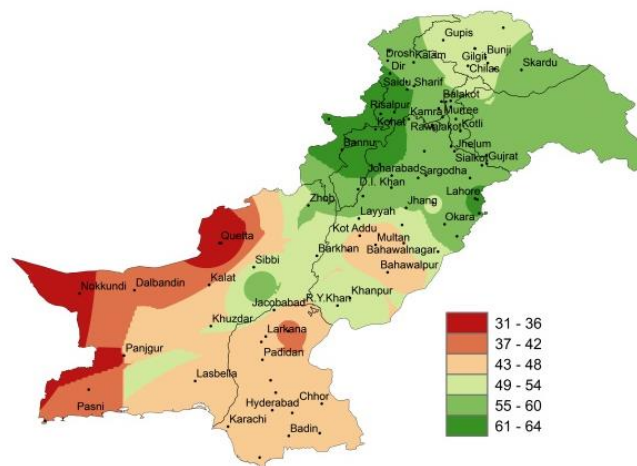 Gupis
Drosh
Kalam
Gilgit
Bunji
Dir
Chilas
Skardu
Saidu Sharif
Balakot
Risalpur
Kamra
Murree
Kohat
Rawalakot
Kotli
Bannu
Jhelum
Sialkot
Gujrat
Joharabad
Sargodha
D.I. Khan
Lahore
Zhob
Jhang
Layyah
Okara
Kot Addu
Quetta
Multan
Sibbi
Barkhan
Bahawalnagar
Kalat
Bahawalpur
Nokkundi
Dalbandin
Jacobabad
R.Y.Khan
Khanpur
Khuzdar
Larkana
Panjgur
Padidan
Lasbella
Pasni
Hyderabad
Chhor
Karachi
Badin
31 - 36
37 - 42
43 - 48
49 - 54
55 - 60
61 - 64